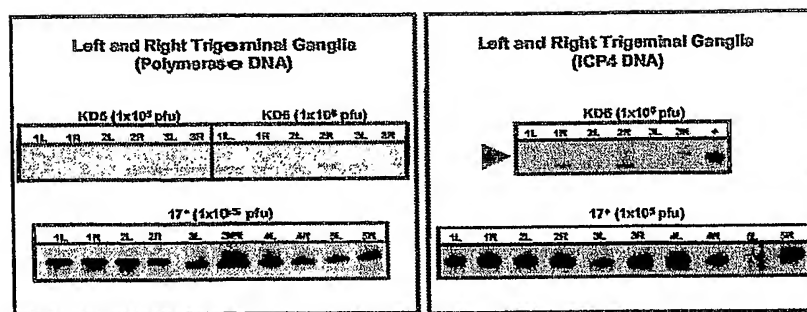 Left and Right Trigeminal Ganglia
(Polymerase DNA)
KD6 (1x10⁵ pfu) KD6 (1x10⁶ pfu)
1L 1R 2L 2R 3L 3R 1L 1R 2L 2R 3L 3R
17⁺ (1x10⁵ pfu)
1L 1R 2L 2R 3L 3R 4L 4R 5L 5R
Left and Right Trigeminal Ganglia
(ICP4 DNA)
KD6 (1x10⁵ pfu)
1L 1R 2L 2R 3L 3R +
17⁺ (1x10⁵ pfu)
1L 1R 2L 2R 3L 3R 4L 4R 5L 5R